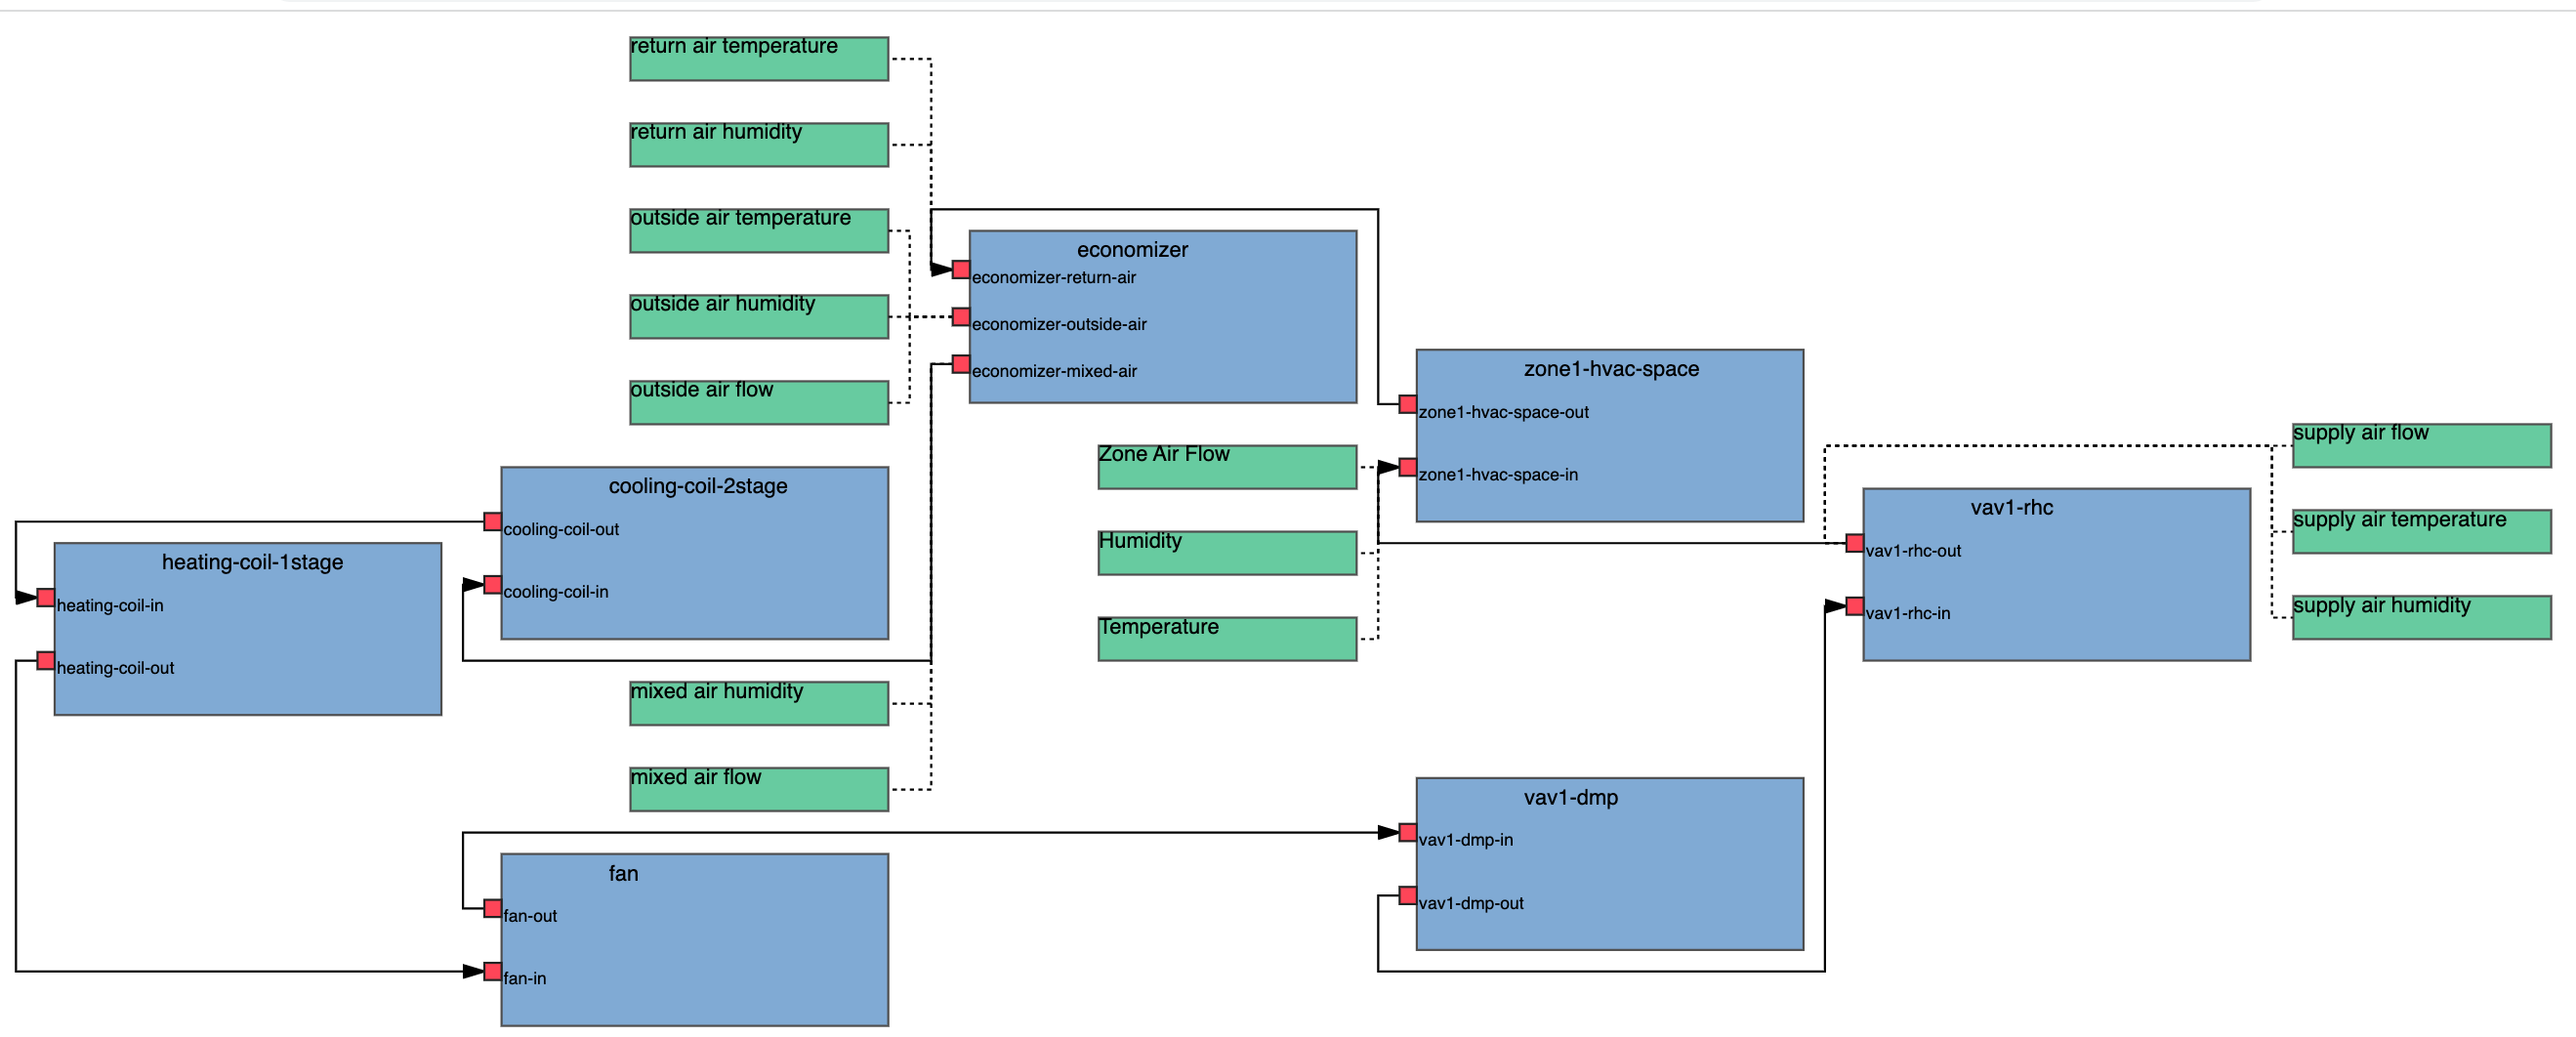 return air temperature
return air humidity
outside air temperature
economizer
economizer-return-air
outside air humidity
economizer-outside-air
economizer-mixed-air
outside air flow
zone1-hvac-space
zone1-hvac-space-out
zone1-hvac-space-in
Zone Air Flow
Humidity
Temperature
supply air flow
supply air temperature
supply air humidity
vav1-rhc
vav1-rhc-out
vav1-rhc-in
cooling-coil-2stage
cooling-coil-out
cooling-coil-in
heating-coil-1stage
heating-coil-in
heating-coil-out
mixed air humidity
mixed air flow
vav1-dmp
vav1-dmp-in
vav1-dmp-out
fan
fan-out
fan-in